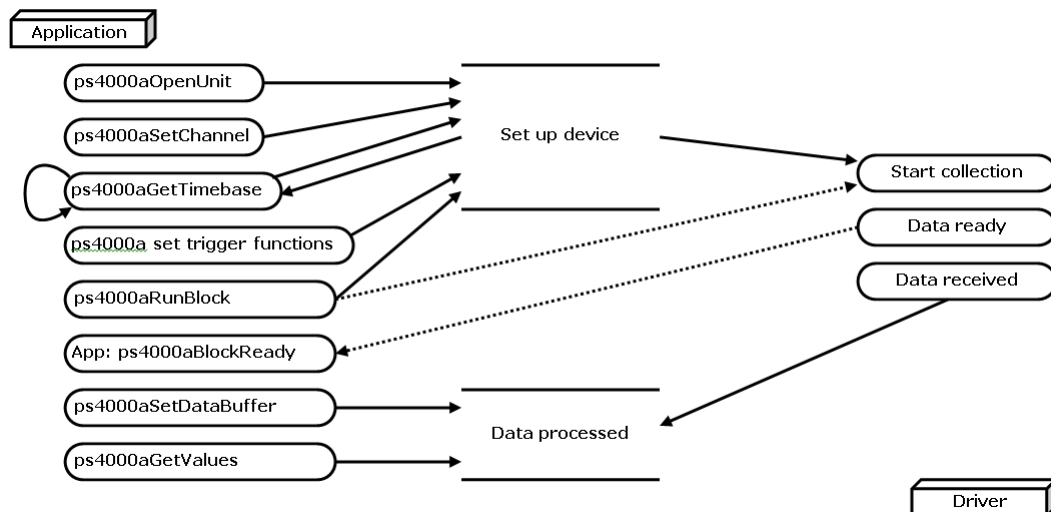 Application
ps4000aOpenUnit
ps4000aSetChannel
Set up device
ps4000aGetTimebase
Start collection
ps4000a set trigger functions
Data ready
ps4000aRunBlock
Data received
App: ps4000aBlockReady
ps4000aSetDataBuffer
Data processed
ps4000aGetValues
Driver